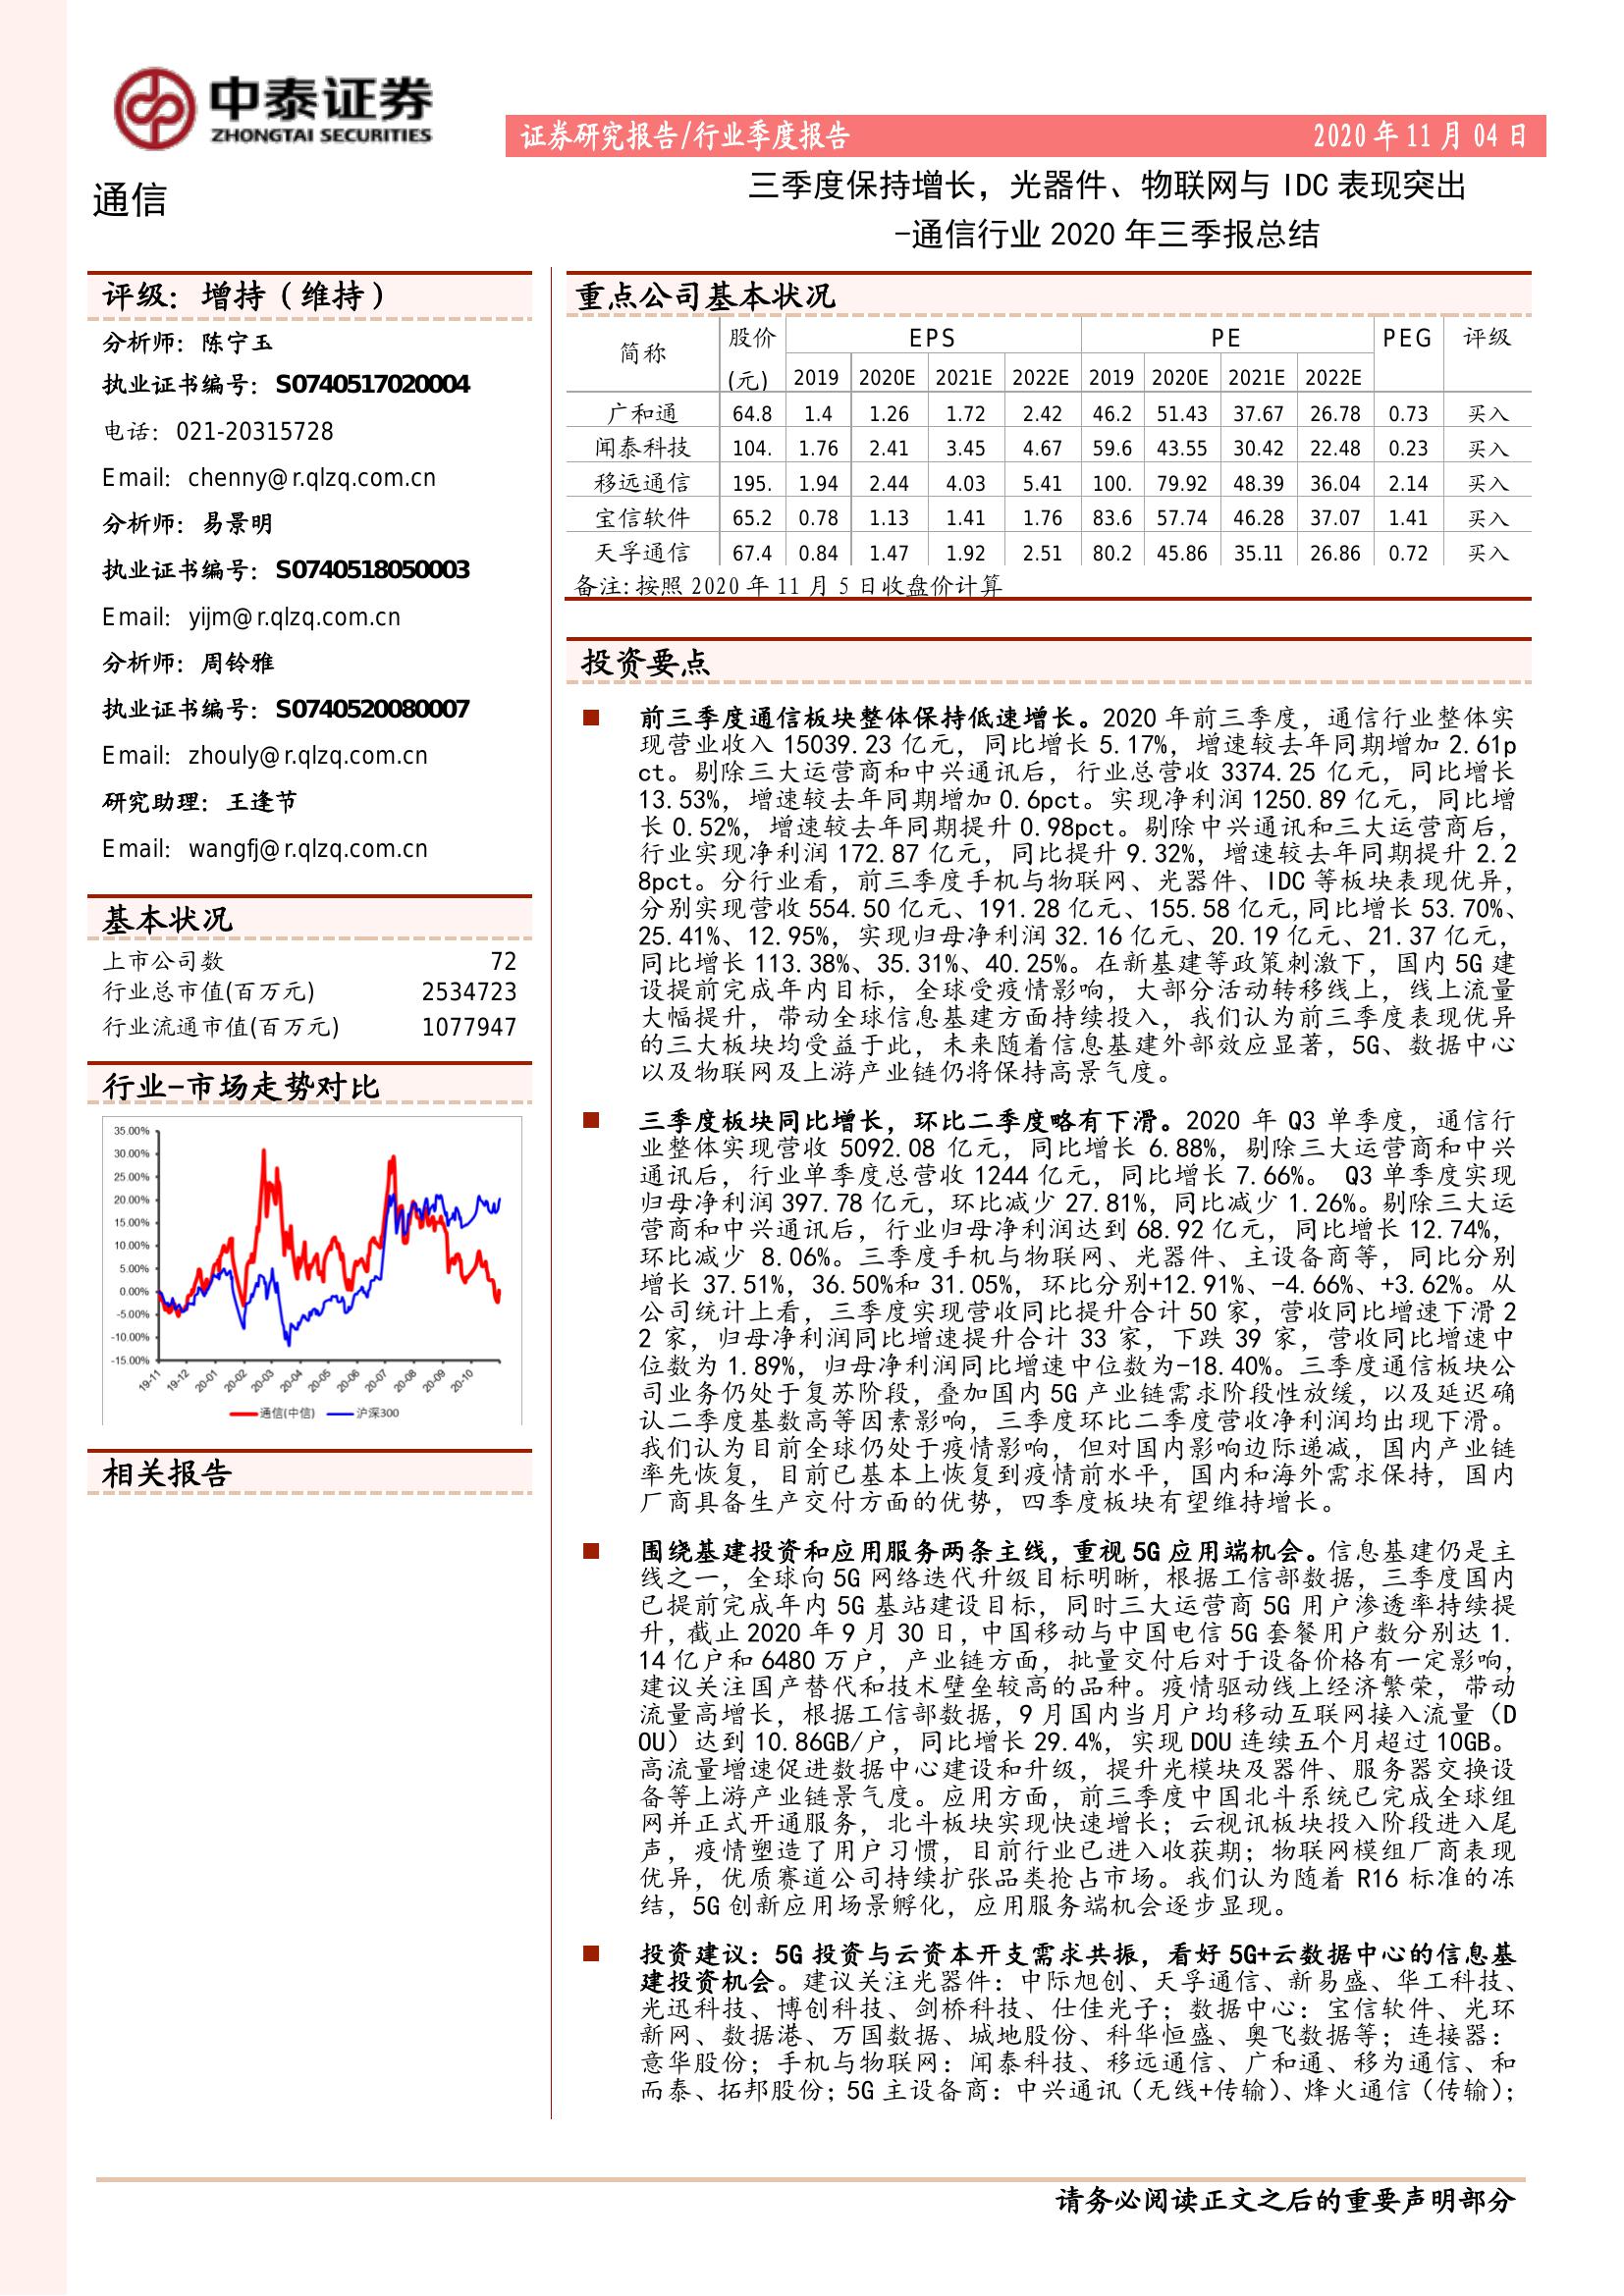 中泰证券
ZHONGTAI SECURITIES
证券研究报告/行业季度报告 2020年11月04日
通信
三季度保持增长，光器件、物联网与 IDC 表现突出
-通信行业 2020 年三季报总结
评级：增持（维持）
分析师：陈宁玉
执业证书编号：S0740517020004
电话：021-20315728
Email：chenny@r.qlzq.com.cn
分析师：易景明
执业证书编号：S0740518050003
Email：yijm@r.qlzq.com.cn
分析师：周铃雅
执业证书编号：S0740520080007
Email：zhouly@r.qlzq.com.cn
研究助理：王逢节
Email：wangfj@r.qlzq.com.cn
基本状况
上市公司数 72
行业总市值(百万元) 2534723
行业流通市值(百万元) 1077947
行业-市场走势对比
35.00%
30.00%
25.00%
20.00%
15.00%
10.00%
5.00%
0.00%
-5.00%
-10.00%
-15.00%
19-11 19-12 20-01 20-02 20-03 20-04 20-05 20-06 20-07 20-08 20-09 20-10
通信(中信) 沪深300
相关报告
重点公司基本状况
简称 股价(元) EPS PE PEG 评级
2019 2020E 2021E 2022E 2019 2020E 2021E 2022E
广和通 64.8 1.4 1.26 1.72 2.42 46.2 51.43 37.67 26.78 0.73 买入
闻泰科技 104. 1.76 2.41 3.45 4.67 59.6 43.55 30.42 22.48 0.23 买入
移远通信 195. 1.94 2.44 4.03 5.41 100. 79.92 48.39 36.04 2.14 买入
宝信软件 65.2 0.78 1.13 1.41 1.76 83.6 57.74 46.28 37.07 1.41 买入
天孚通信 67.4 0.84 1.47 1.92 2.51 80.2 45.86 35.11 26.86 0.72 买入
备注:按照 2020 年 11 月 5 日收盘价计算
投资要点
前三季度通信板块整体保持低速增长。2020 年前三季度，通信行业整体实
现营业收入 15039.23 亿元，同比增长 5.17%，增速较去年同期增加 2.61p
ct。剔除三大运营商和中兴通讯后，行业总营收 3374.25 亿元，同比增长
13.53%，增速较去年同期增加 0.6pct。实现净利润 1250.89 亿元，同比增
长 0.52%，增速较去年同期提升 0.98pct。剔除中兴通讯和三大运营商后，
行业实现净利润 172.87 亿元，同比提升 9.32%，增速较去年同期提升 2.2
8pct。分行业看，前三季度手机与物联网、光器件、IDC 等板块表现优异，
分别实现营收 554.50 亿元、191.28 亿元、155.58 亿元,同比增长 53.70%、
25.41%、12.95%，实现归母净利润 32.16 亿元、20.19 亿元、21.37 亿元，
同比增长 113.38%、35.31%、40.25%。在新基建等政策刺激下，国内 5G 建
设提前完成年内目标，全球受疫情影响，大部分活动转移线上，线上流量
大幅提升，带动全球信息基建方面持续投入，我们认为前三季度表现优异
的三大板块均受益于此，未来随着信息基建外部效应显著，5G、数据中心
以及物联网及上游产业链仍将保持高景气度。
三季度板块同比增长，环比二季度略有下滑。2020 年 Q3 单季度，通信行
业整体实现营收 5092.08 亿元，同比增长 6.88%，剔除三大运营商和中兴
通讯后，行业单季度总营收 1244 亿元，同比增长 7.66%。 Q3 单季度实现
归母净利润 397.78 亿元，环比减少 27.81%，同比减少 1.26%。剔除三大运
营商和中兴通讯后，行业归母净利润达到 68.92 亿元，同比增长 12.74%，
环比减少 8.06%。三季度手机与物联网、光器件、主设备商等，同比分别
增长 37.51%，36.50%和 31.05%，环比分别+12.91%、-4.66%、+3.62%。从
公司统计上看，三季度实现营收同比提升合计 50 家，营收同比增速下滑 2
2 家，归母净利润同比增速提升合计 33 家，下跌 39 家，营收同比增速中
位数为 1.89%，归母净利润同比增速中位数为-18.40%。三季度通信板块公
司业务仍处于复苏阶段，叠加国内 5G 产业链需求阶段性放缓，以及延迟确
认二季度基数高等因素影响，三季度环比二季度营收净利润均出现下滑。
我们认为目前全球仍处于疫情影响，但对国内影响边际递减，国内产业链
率先恢复，目前已基本上恢复到疫情前水平，国内和海外需求保持，国内
厂商具备生产交付方面的优势，四季度板块有望维持增长。
围绕基建投资和应用服务两条主线，重视 5G 应用端机会。信息基建仍是主
线之一，全球向 5G 网络迭代升级目标明晰，根据工信部数据，三季度国内
已提前完成年内 5G 基站建设目标，同时三大运营商 5G 用户渗透率持续提
升，截止 2020 年 9 月 30 日，中国移动与中国电信 5G 套餐用户数分别达 1.
14 亿户和 6480 万户，产业链方面，批量交付后对于设备价格有一定影响，
建议关注国产替代和技术壁垒较高的品种。疫情驱动线上经济繁荣，带动
流量高增长，根据工信部数据，9 月国内当月户均移动互联网接入流量（D
OU）达到 10.86GB/户，同比增长 29.4%，实现 DOU 连续五个月超过 10GB。
高流量增速促进数据中心建设和升级，提升光模块及器件、服务器交换设
备等上游产业链景气度。应用方面，前三季度中国北斗系统已完成全球组
网并正式开通服务，北斗板块实现快速增长；云视讯板块投入阶段进入尾
声，疫情塑造了用户习惯，目前行业已进入收获期；物联网模组厂商表现
优异，优质赛道公司持续扩张品类抢占市场。我们认为随着 R16 标准的冻
结，5G 创新应用场景孵化，应用服务端机会逐步显现。
投资建议：5G 投资与云资本开支需求共振，看好 5G+云数据中心的信息基
建投资机会。建议关注光器件：中际旭创、天孚通信、新易盛、华工科技、
光迅科技、博创科技、剑桥科技、仕佳光子；数据中心：宝信软件、光环
新网、数据港、万国数据、城地股份、科华恒盛、奥飞数据等；连接器：
意华股份；手机与物联网：闻泰科技、移远通信、广和通、移为通信、和
而泰、拓邦股份；5G 主设备商：中兴通讯（无线+传输）、烽火通信（传输）；
请务必阅读正文之后的重要声明部分